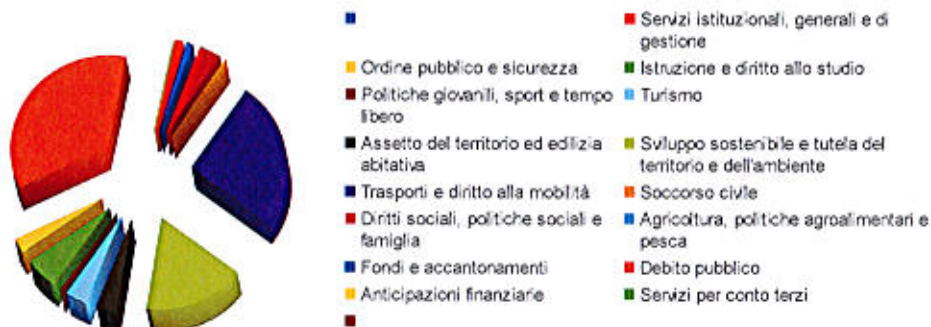 Servizi istituzionali, generali e di
gestione
Ordine pubblico e sicurezza
Istruzione e diritto allo studio
Politiche giovanili, sport e tempo
libero
Turismo
Assetto del territorio ed edilizia
abitativa
Sviluppo sostenibile e tutela del
territorio e dell'ambiente
Trasporti e diritto alla mobilità
Soccorso civile
Diritti sociali, politiche sociali e
famiglia
Agricoltura, politiche agroalimentari e
pesca
Fondi e accantonamenti
Debito pubblico
Anticipazioni finanziarie
Servizi per conto terzi